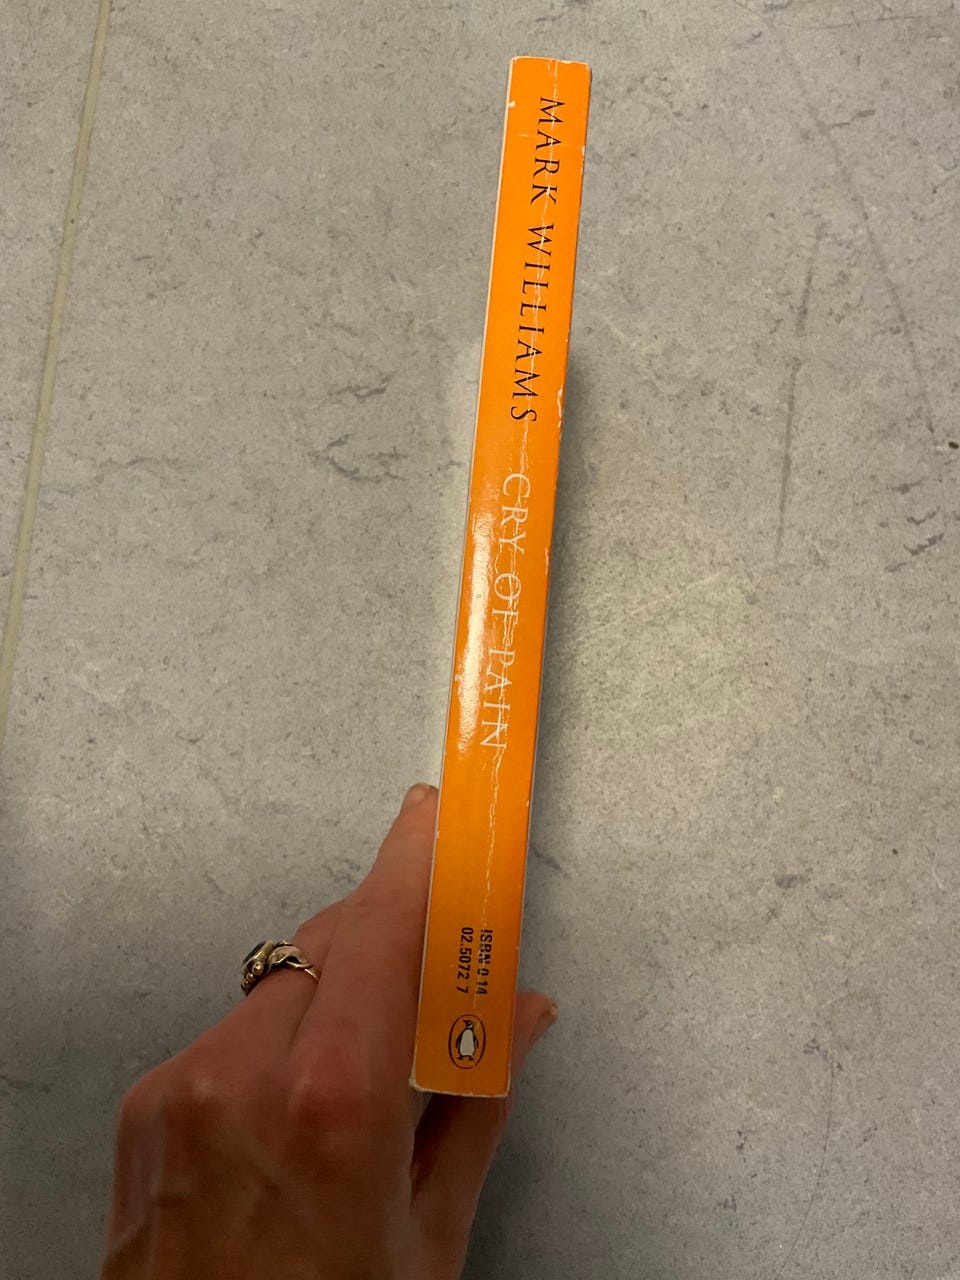 MARK WILLIAMS
CRY OF PAIN
ISBN 0 14
02.5072 7